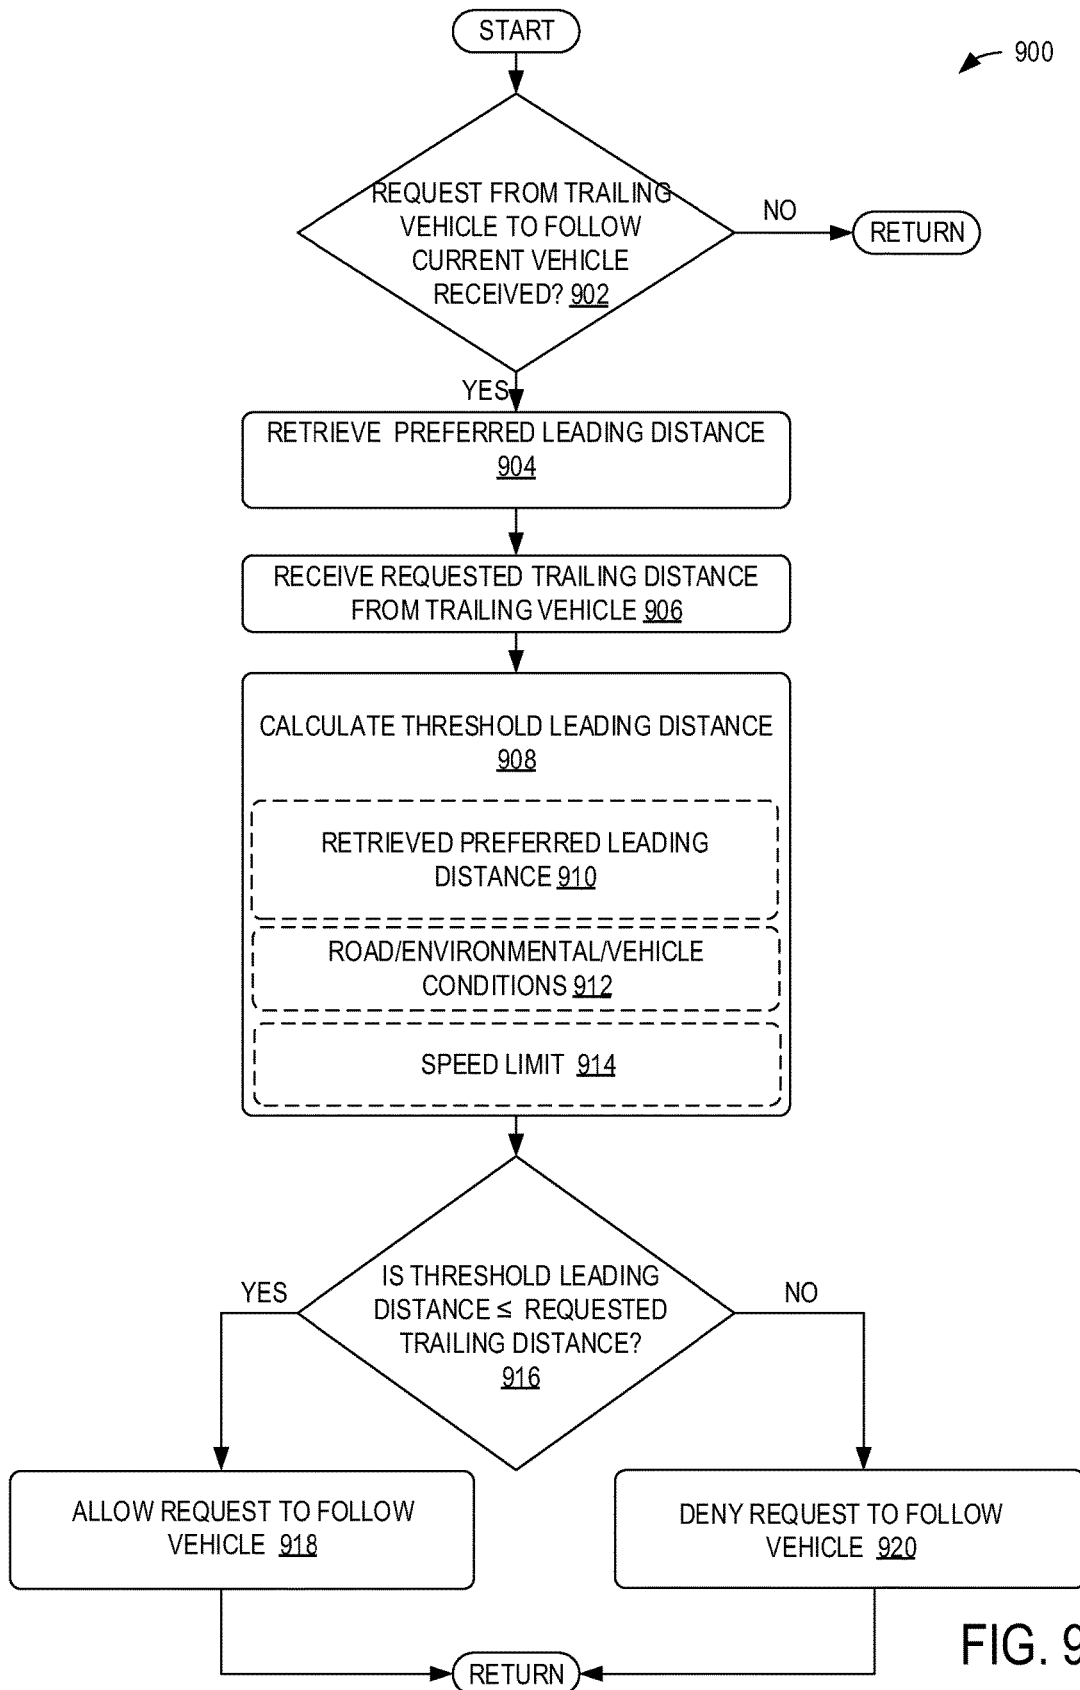 START
900
REQUEST FROM TRAILING
VEHICLE TO FOLLOW
CURRENT VEHICLE
RECEIVED? 902
NO
RETURN
YES
RETRIEVE PREFERRED LEADING DISTANCE
904
RECEIVE REQUESTED TRAILING DISTANCE
FROM TRAILING VEHICLE 906
CALCULATE THRESHOLD LEADING DISTANCE
908
RETRIEVED PREFERRED LEADING
DISTANCE 910
ROAD/ENVIRONMENTAL/VEHICLE
CONDITIONS 912
SPEED LIMIT 914
IS THRESHOLD LEADING
DISTANCE ≤ REQUESTED
TRAILING DISTANCE?
916
YES
NO
ALLOW REQUEST TO FOLLOW
VEHICLE 918
DENY REQUEST TO FOLLOW
VEHICLE 920
RETURN
FIG. 9